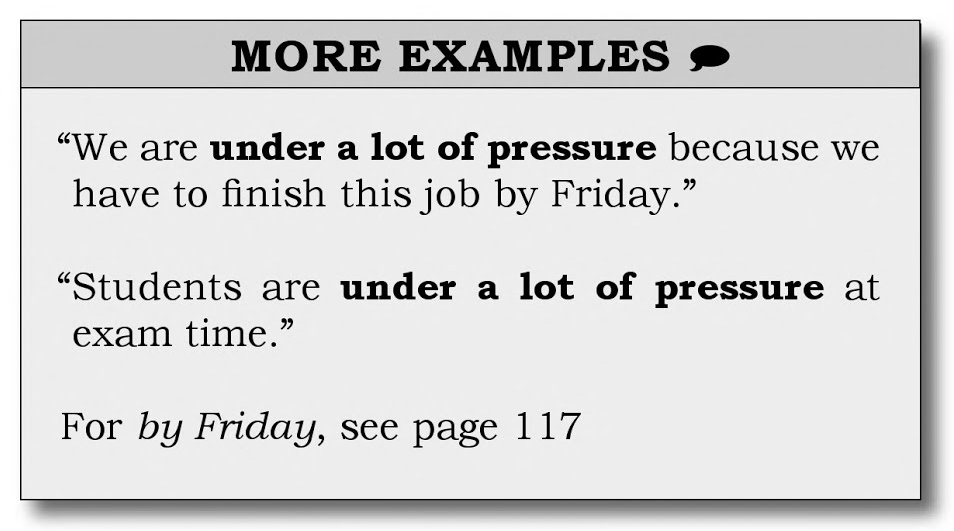 MORE EXAMPLES
“We are under a lot of pressure because we
have to finish this job by Friday.”
“Students are under a lot of pressure at
exam time.”
For by Friday, see page 117